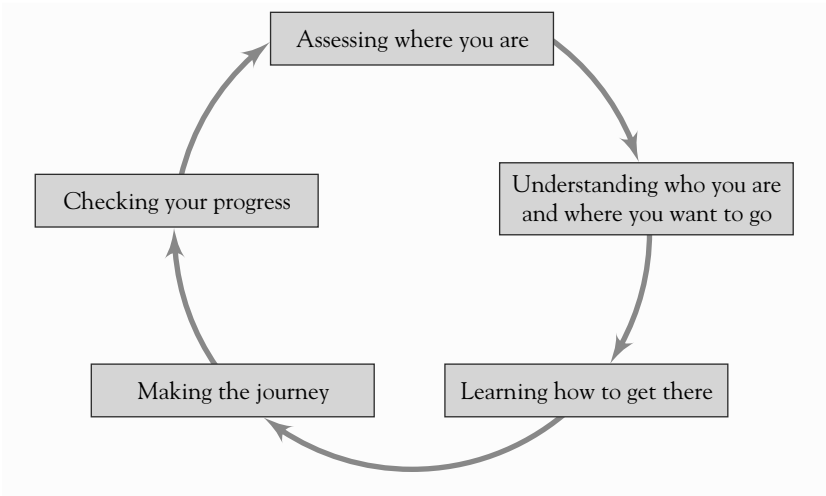 Assessing where you are
Understanding who you are
and where you want to go
Learning how to get there
Making the journey
Checking your progress